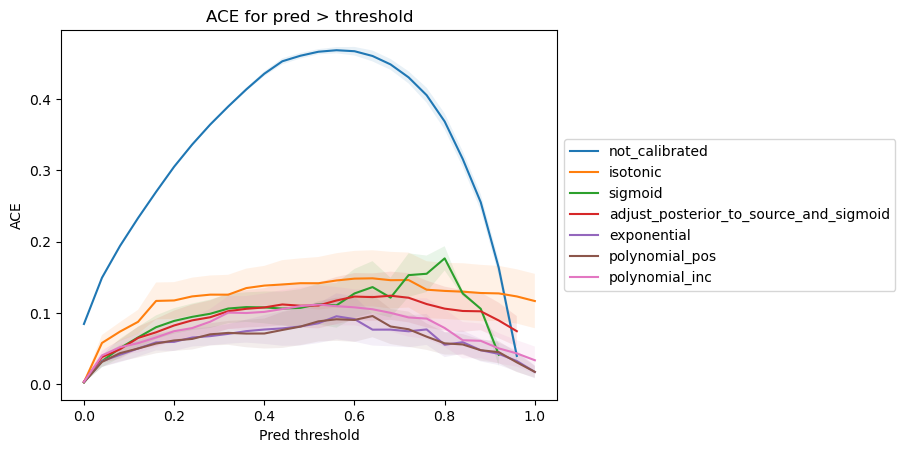 ACE for pred > threshold
ACE
0.4
0.3
0.2
0.1
0.0
0.0
0.2
0.4
0.6
0.8
1.0
Pred threshold
not_calibrated
isotonic
sigmoid
adjust_posterior_to_source_and_sigmoid
exponential
polynomial_pos
polynomial_inc